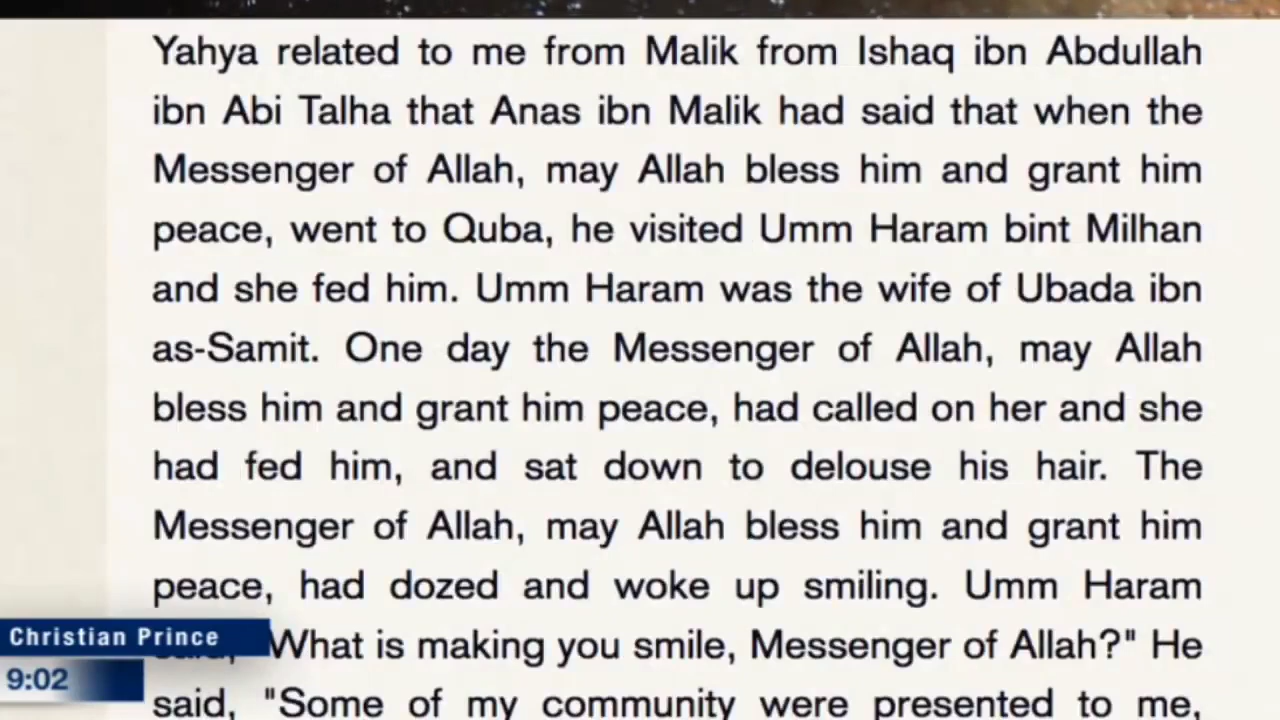 Yahya related to me from Malik from Ishaq ibn Abdullah
ibn Abi Talha that Anas ibn Malik had said that when the
Messenger of Allah, may Allah bless him and grant him
peace, went to Quba, he visited Umm Haram bint Milhan
and she fed him. Umm Haram was the wife of Ubada ibn
as-Samit. One day the Messenger of Allah, may Allah
bless him and grant him peace, had called on her and she
had fed him, and sat down to delouse his hair. The
Messenger of Allah, may Allah bless him and grant him
peace, had dozed and woke up smiling. Umm Haram
What is making you smile, Messenger of Allah?" He
said, "Some of my community were presented to me,
Christian Prince
9:02